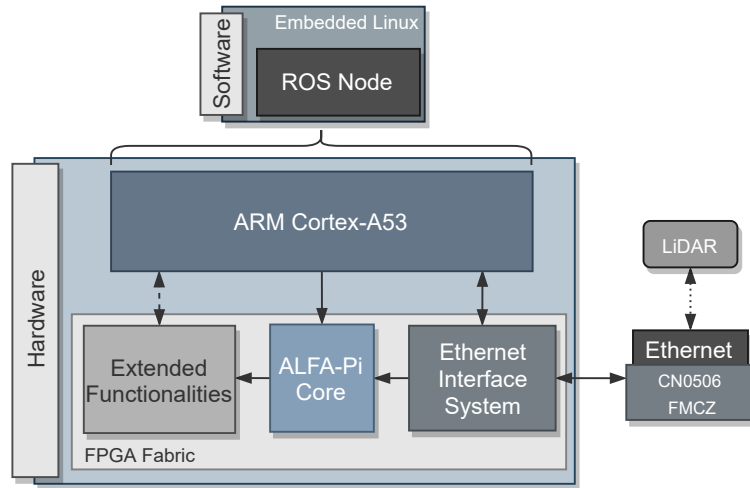 Embedded Linux
Software
ROS Node
Hardware
ARM Cortex-A53
LiDAR
Extended
Functionalities
ALFA-Pi
Core
Ethernet
Interface
System
Ethernet
CN0506
FMCZ
FPGA Fabric